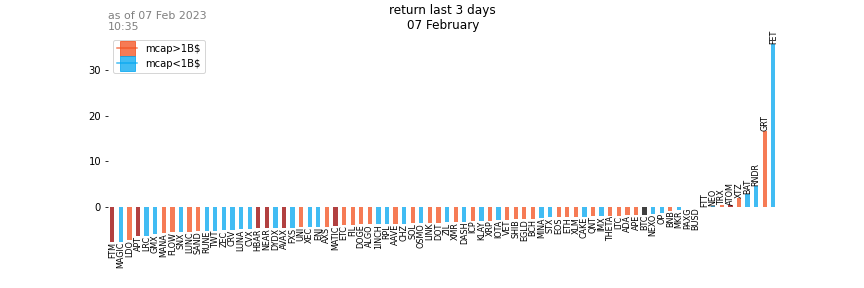 as of 07 Feb 2023
10:35
return last 3 days
07 February
mcap>1B$
mcap<1B$
30
20
10
0
FTM
MAGIC
LDO
APT
LRC
GMX
MANA
FLOW
SNX
LUNC
SAND
RUNE
TWT
ZEC
CRV
LUNA
CVX
HBAR
NEAR
DYDX
AVAX
FXS
UNI
XEC
ENJ
AXS
MATIC
ETC
FIL
DOGE
ALGO
1INCH
RPL
AAVE
CHZ
SOL
OSMO
LINK
DOT
ZIL
XMR
DASH
ICP
KLAY
XRP
IOTA
VET
SHIB
EGLD
BCH
MINA
STX
EOS
ETH
XLM
CAKE
QNT
IMX
THETA
LTC
ADA
APE
BTC
NEXO
OP
BNB
MKR
PAXG
BUSD
FTT
NEO
TRX
ATOM
XTZ
BAT
RNDR
GRT
FET